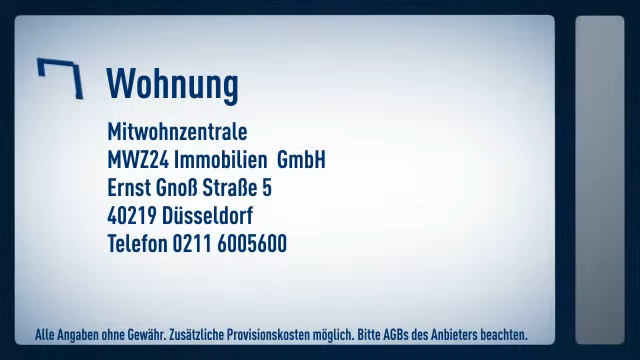 Wohnung
Mitwohnzentrale
MWZ24 Immobilien GmbH
Ernst Gnoß Straße 5
40219 Düsseldorf
Telefon 0211 6005600
Alle Angaben ohne Gewähr. Zusätzliche Provisionskosten möglich. Bitte AGBs des Anbieters beachten.